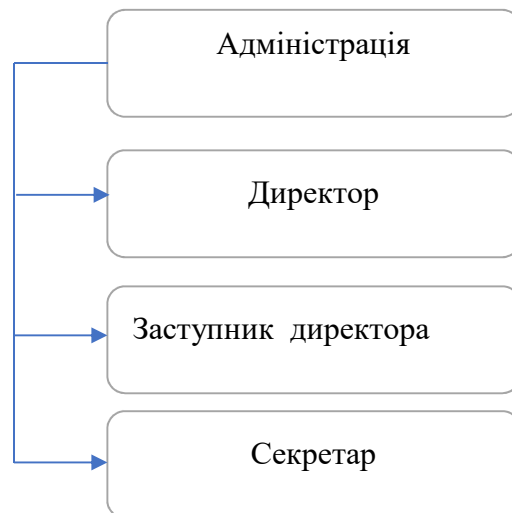 Адміністрація
Директор
Заступник директора
Секретар